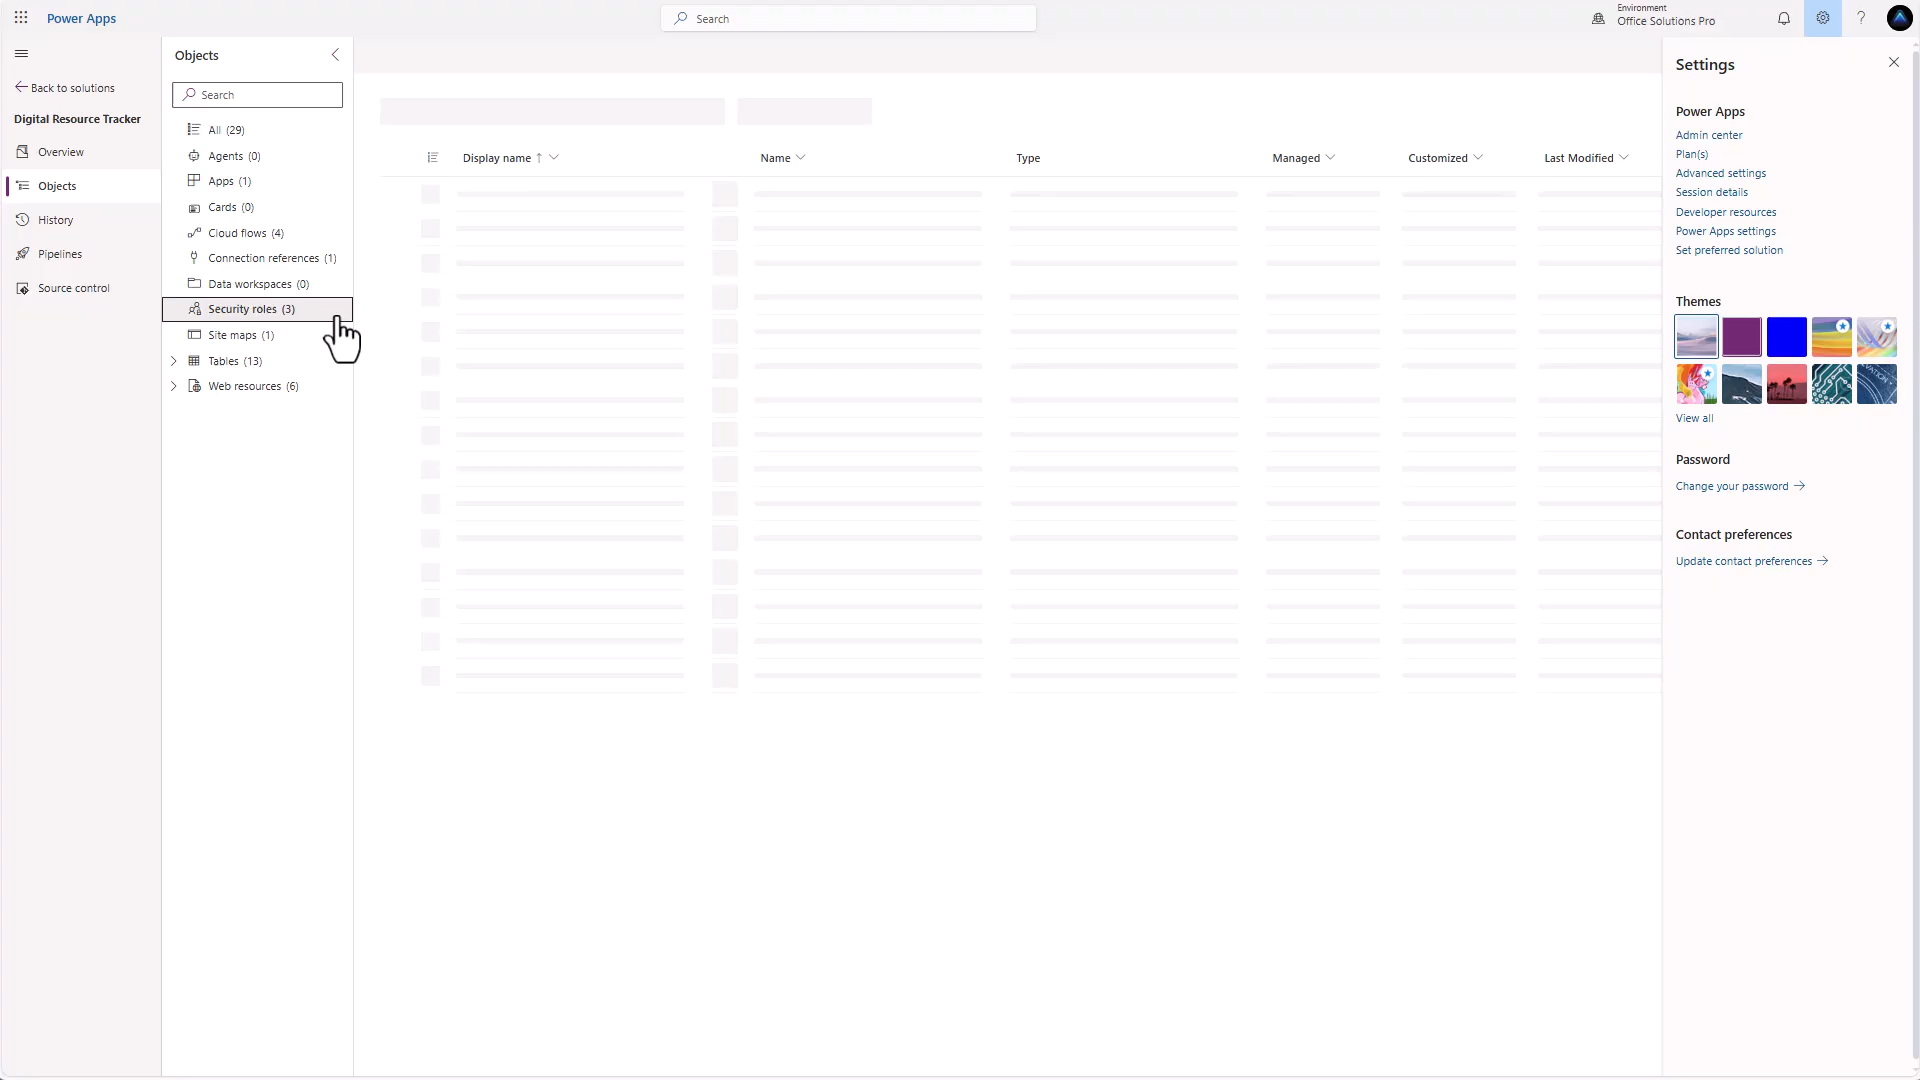 Power Apps
Search
Environment
Office Solutions Pro
?
Back to solutions
Digital Resource Tracker
Overview
Objects
History
Pipelines
Source control
Objects
Search
All (29)
Agents (0)
Apps (1)
Cards (0)
Cloud flows (4)
Connection references (1)
Data workspaces (0)
Security roles (3)
Site maps (1)
Tables (13)
Web resources (6)
Display name ↑ Name Type Managed Customized Last Modified
Settings
Power Apps
Admin center
Plan(s)
Advanced settings
Session details
Developer resources
Power Apps settings
Set preferred solution
Themes
View all
Password
Change your password →
Contact preferences
Update contact preferences →